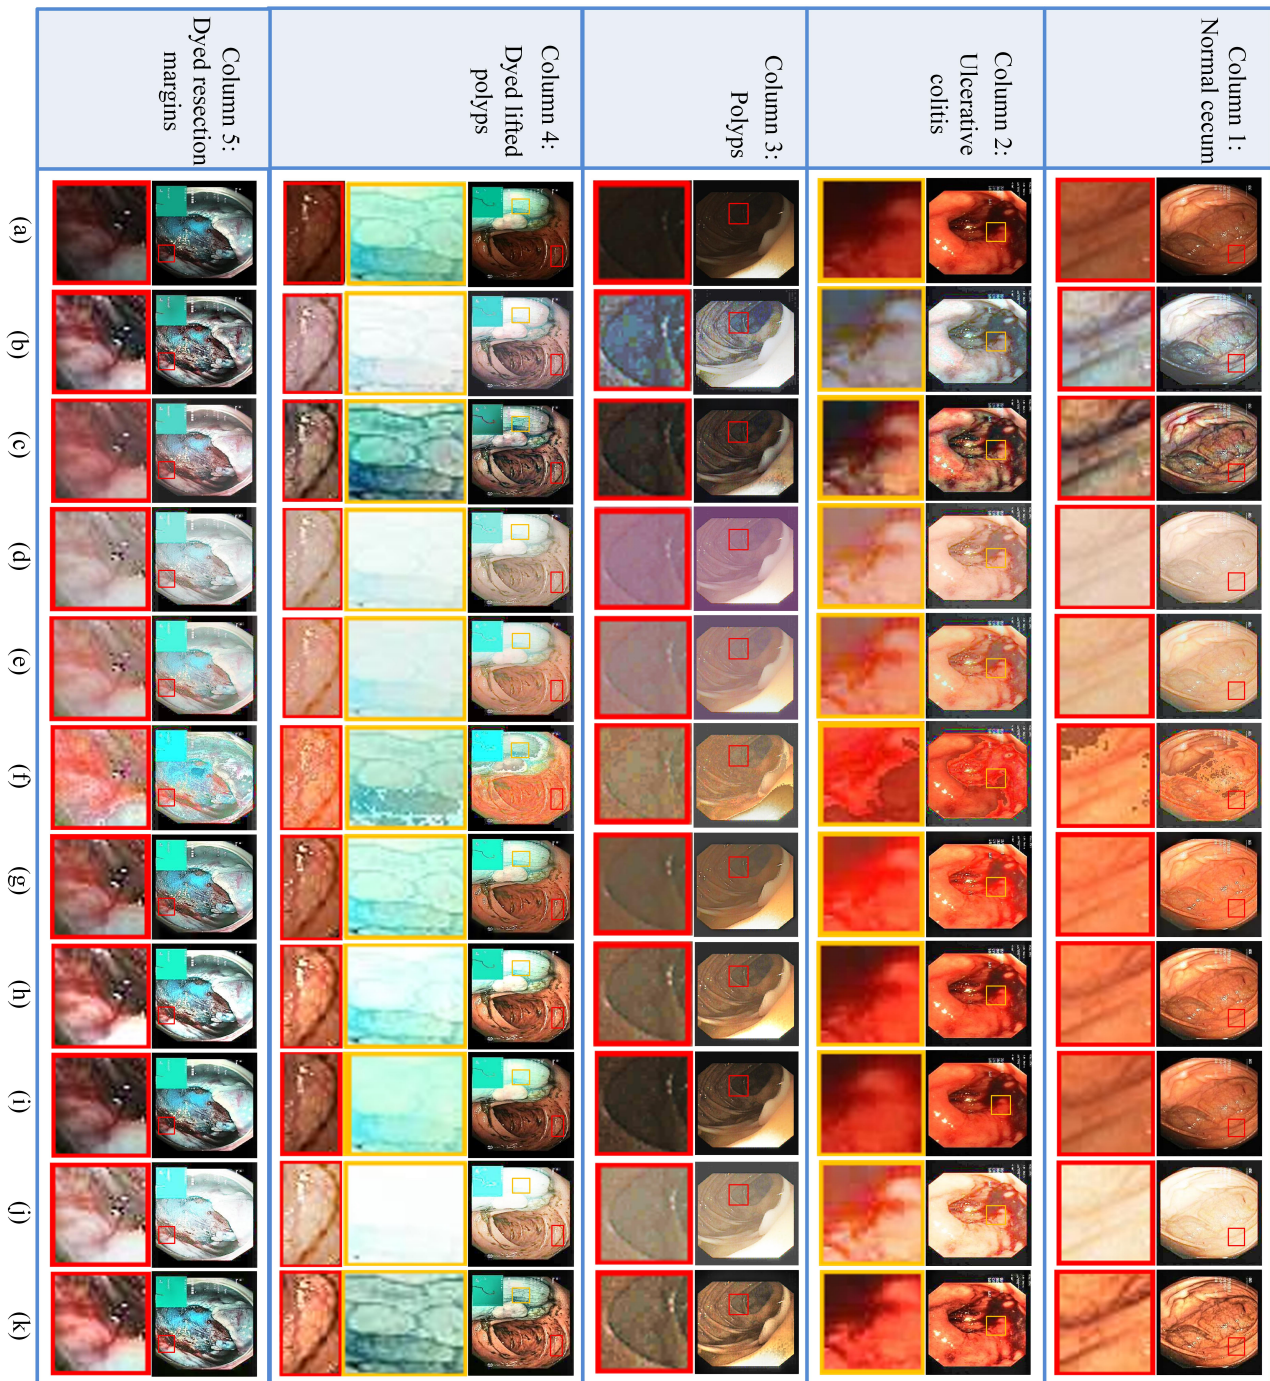 Column 1:
Normal cecum
Column 2:
Ulcerative
colitis
Column 3:
Polyps
Column 4:
Dyed lifted
polyps
Column 5:
Dyed resection
margins
(a)
(b)
(c)
(d)
(e)
(f)
(g)
(h)
(i)
(j)
(k)